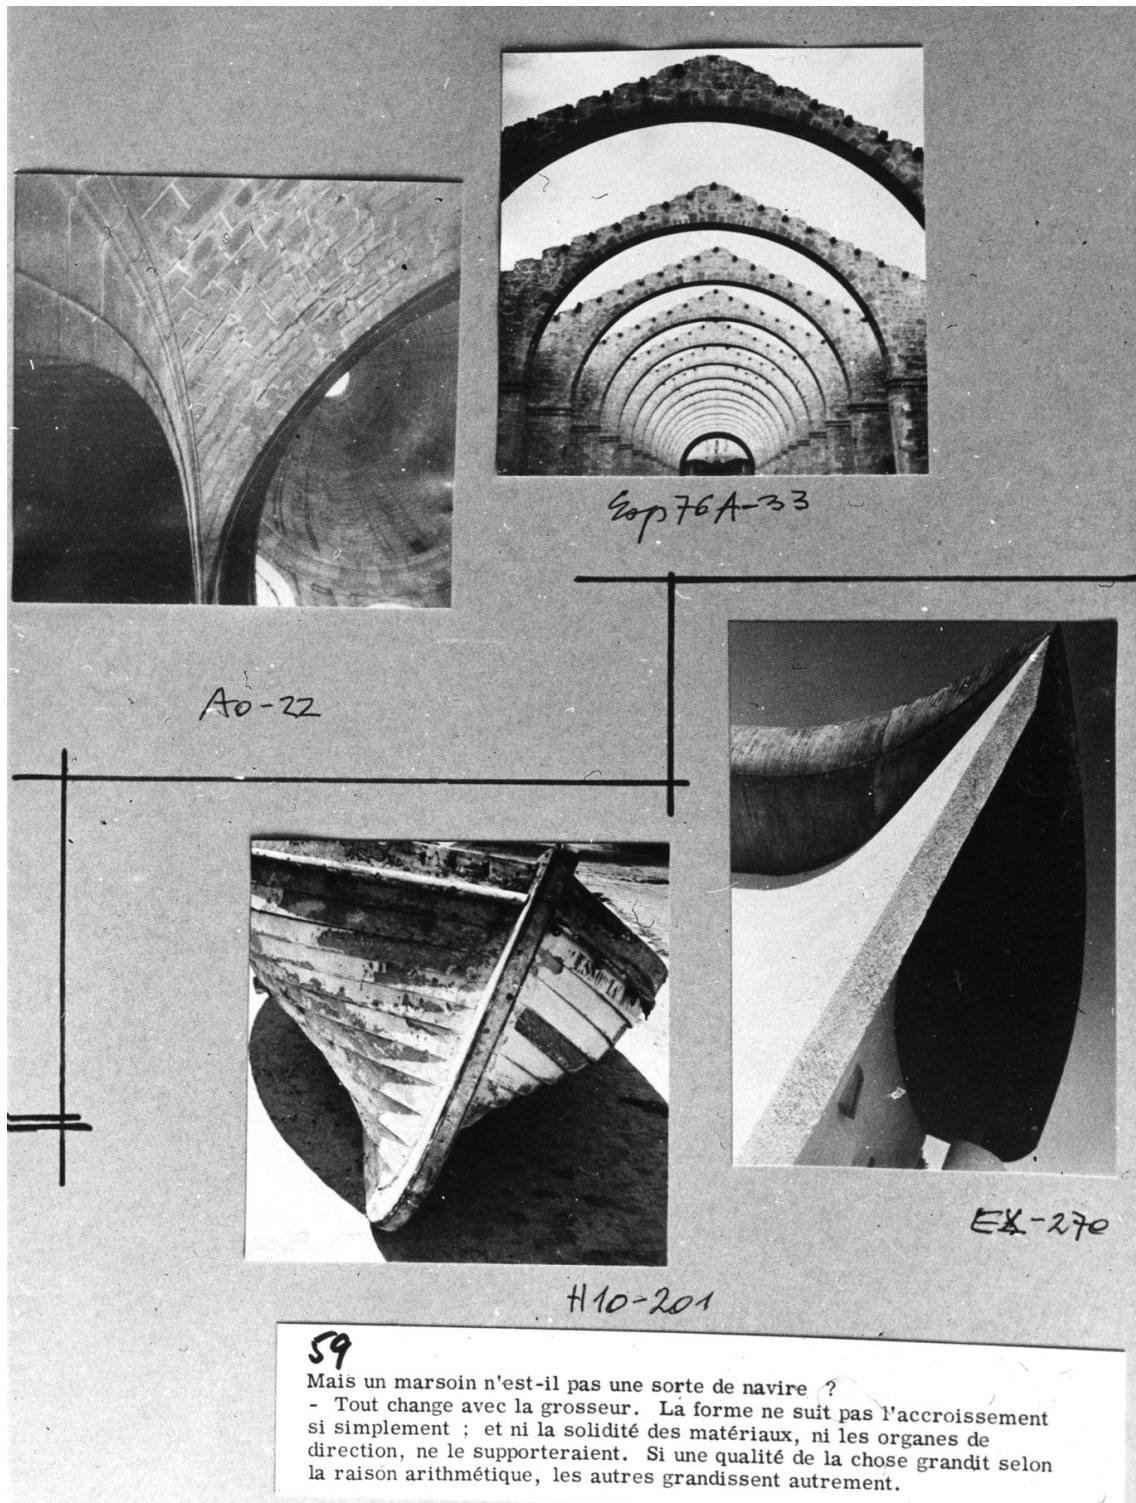 Esp76A-33
A0-22
EX-270
H10-201
59
Mais un marsoin n'est-il pas une sorte de navire ?
- Tout change avec la grosseur. La forme ne suit pas l'accroissement
si simplement ; et ni la solidité des matériaux, ni les organes de
direction, ne le supporteraient. Si une qualité de la chose grandit selon
la raison arithmétique, les autres grandissent autrement.